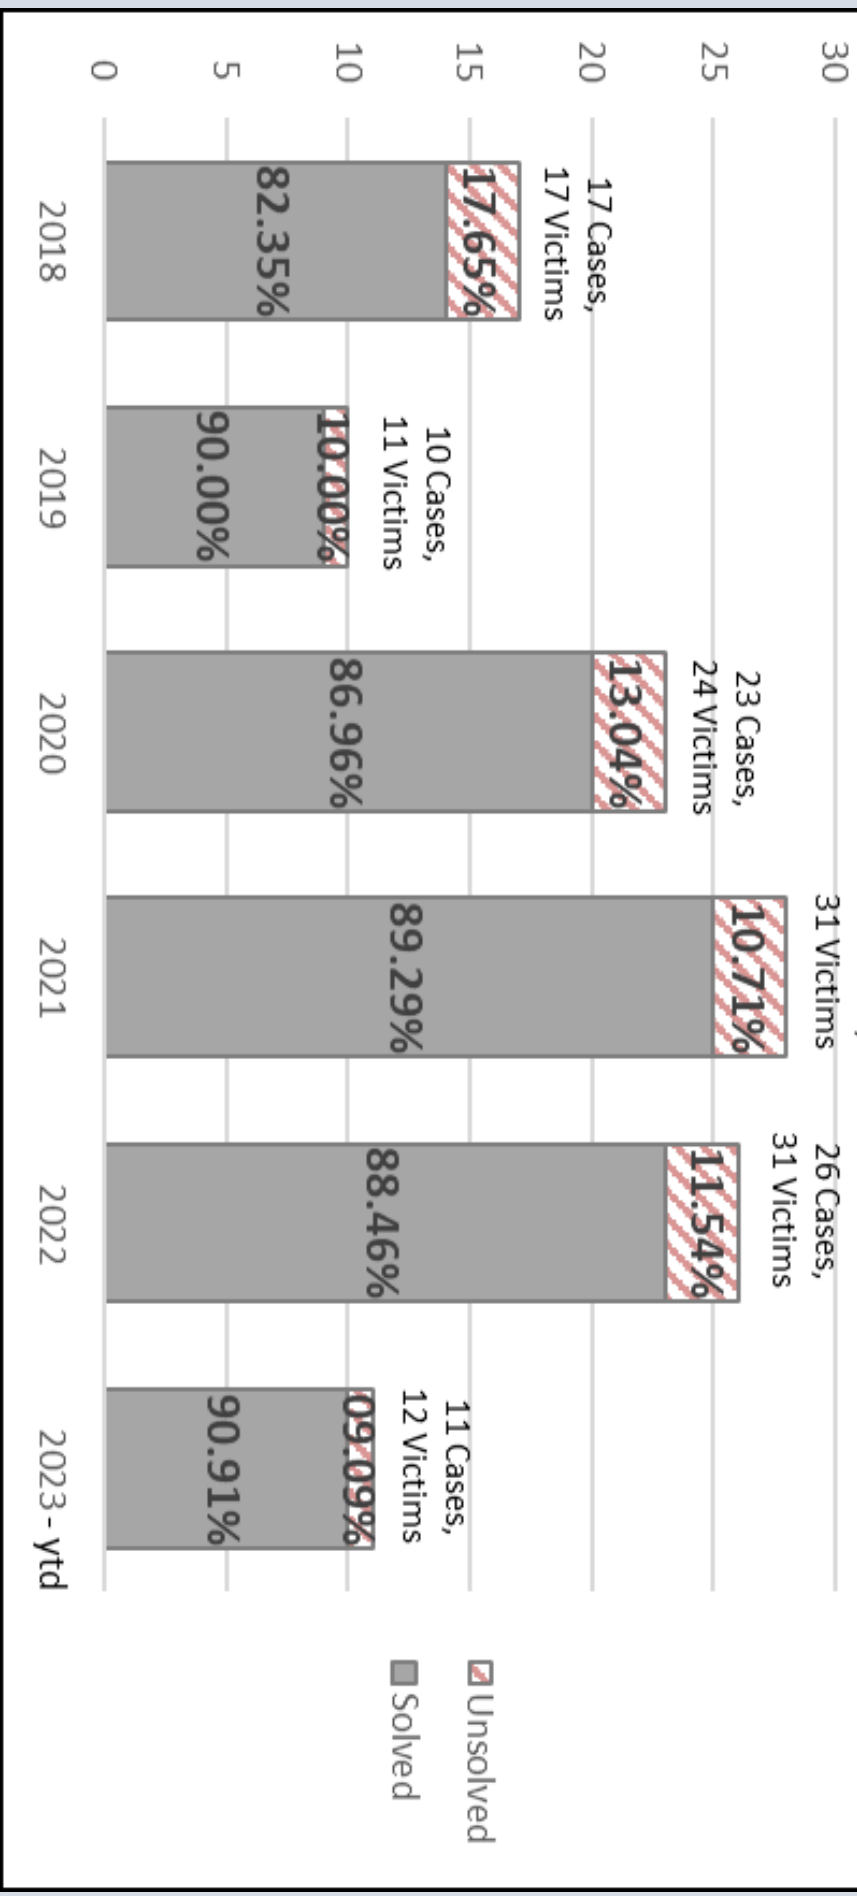 30
25
20
15
10
5
0
17 Cases,
17 Victims
17.65%
82.35%
10 Cases,
11 Victims
10.00%
90.00%
23 Cases,
24 Victims
13.04%
86.96%
31 Victims
10.71%
89.29%
26 Cases,
31 Victims
11.54%
88.46%
11 Cases,
12 Victims
09.09%
90.91%
2018
2019
2020
2021
2022
2023 - ytd
Unsolved
Solved